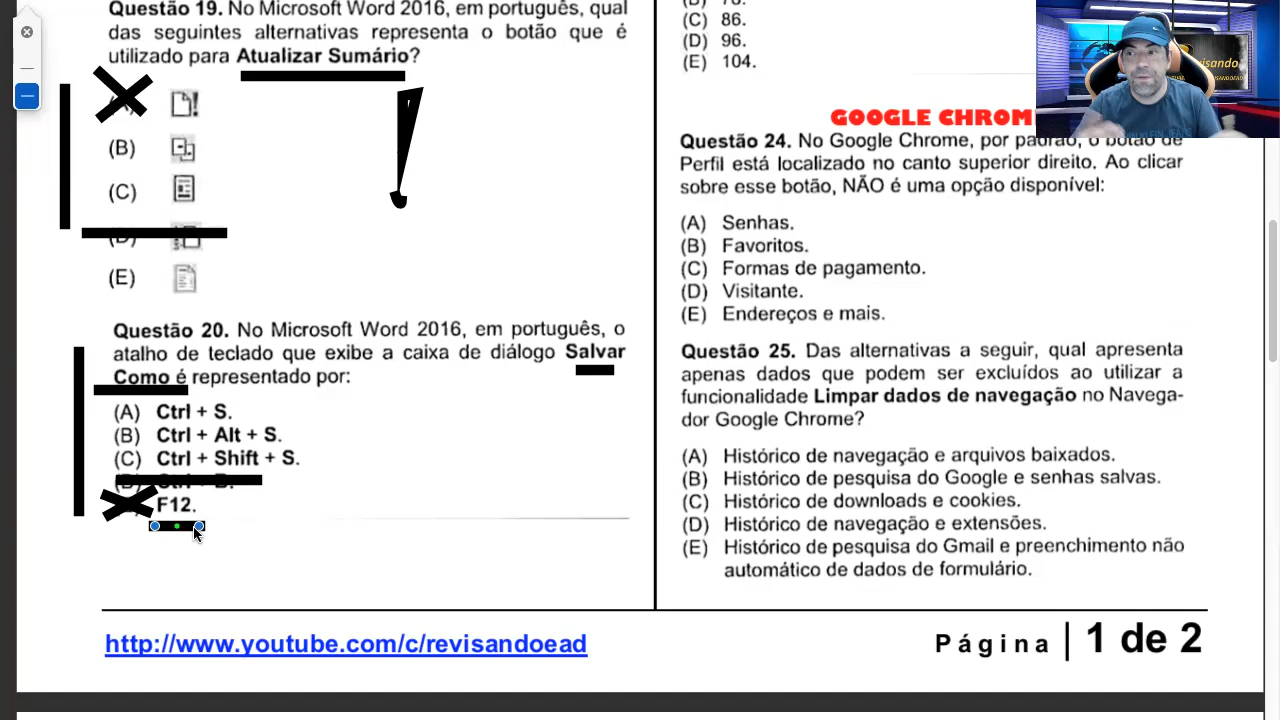 Questão 19. No Microsoft Word 2016, em português, qual
das seguintes alternativas representa o botão que é
utilizado para Atualizar Sumário?
(B)
(C)
(D)
(E)
Questão 20. No Microsoft Word 2016, em português, o
atalho de teclado que exibe a caixa de diálogo Salvar
Como é representado por:
(A) Ctrl + S.
(B) Ctrl + Alt + S.
(C) Ctrl + Shift + S.
(D) Ctrl + B.
F12.
(C) 86.
(D) 96.
(E) 104.
GOOGLE CHROM
Questão 24. No Google Chrome, por padrão, o botão de
Perfil está localizado no canto superior direito. Ao clicar
sobre esse botão, NÃO é uma opção disponível:
(A) Senhas.
(B) Favoritos.
(C) Formas de pagamento.
(D) Visitante.
(E) Endereços e mais.
Questão 25. Das alternativas a seguir, qual apresenta
apenas dados que podem ser excluídos ao utilizar a
funcionalidade Limpar dados de navegação no Navega-
dor Google Chrome?
(A) Histórico de navegação e arquivos baixados.
(B) Histórico de pesquisa do Google e senhas salvas.
(C) Histórico de downloads e cookies.
(D) Histórico de navegação e extensões.
(E) Histórico de pesquisa do Gmail e preenchimento não
automático de dados de formulário.
http://www.youtube.com/c/revisandoead
Página | 1 de 2